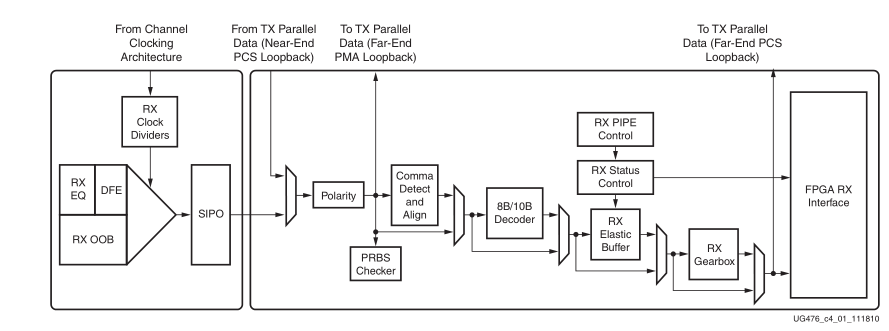 From Channel
Clocking
Architecture
From TX Parallel
Data (Near-End
PCS Loopback)
To TX Parallel
Data (Far-End
PMA Loopback)
To TX Parallel
Data (Far-End PCS
Loopback)
RX
Clock
Dividers
RX
EQ
DFE
RX OOB
SIPO
Polarity
Comma
Detect
and
Align
PRBS
Checker
8B/10B
Decoder
RX PIPE
Control
RX Status
Control
RX
Elastic
Buffer
RX
Gearbox
FPGA RX
Interface
UG476_c4_01_111810